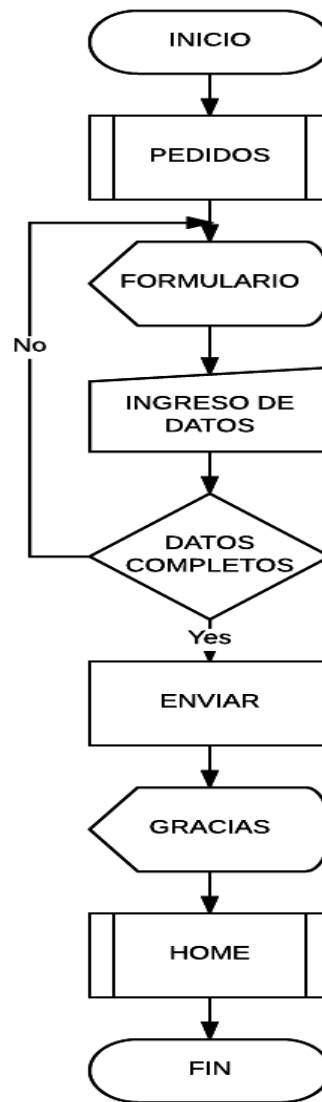 INICIO
PEDIDOS
FORMULARIO
No
INGRESO DE
DATOS
DATOS
COMPLETOS
Yes
ENVIAR
GRACIAS
HOME
FIN